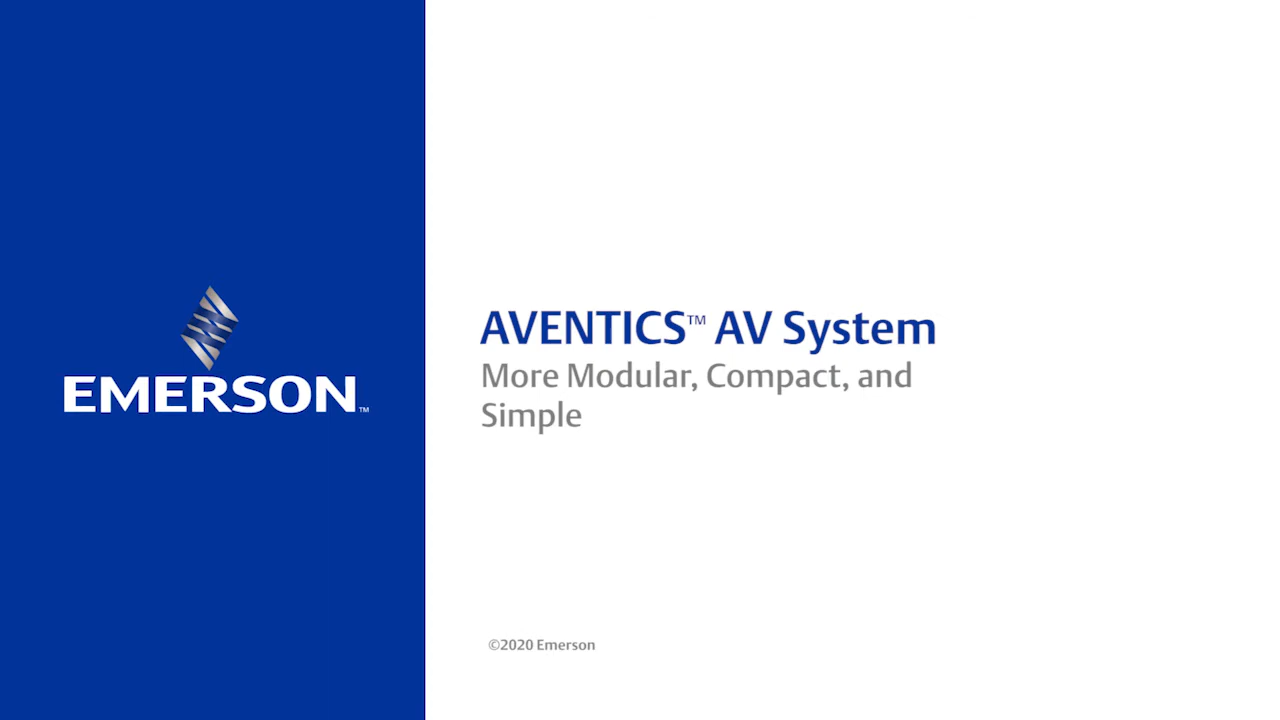 EMERSON™
AVENTICS™ AV System
More Modular, Compact, and
Simple
©2020 Emerson